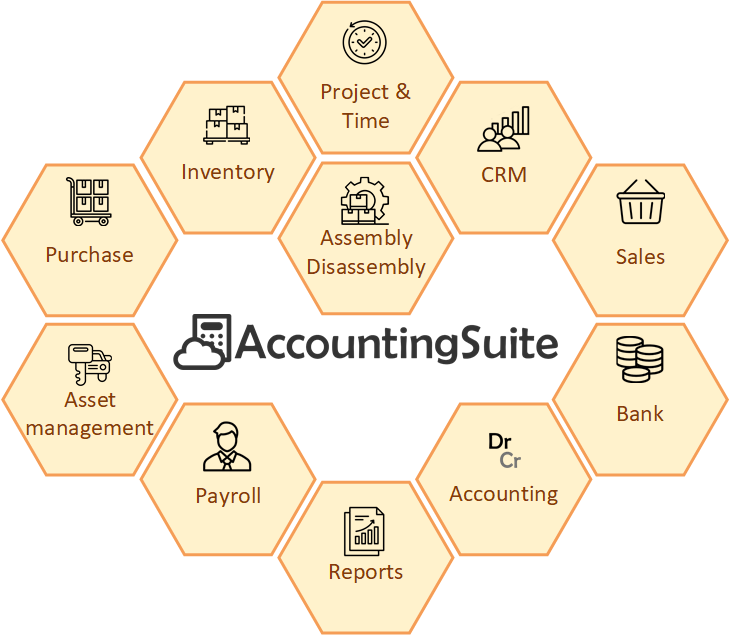 Project &
Time
Inventory
CRM
Purchase
Assembly
Disassembly
Sales
AccountingSuite
Asset
management
Bank
Payroll
Dr
Cr
Accounting
Reports